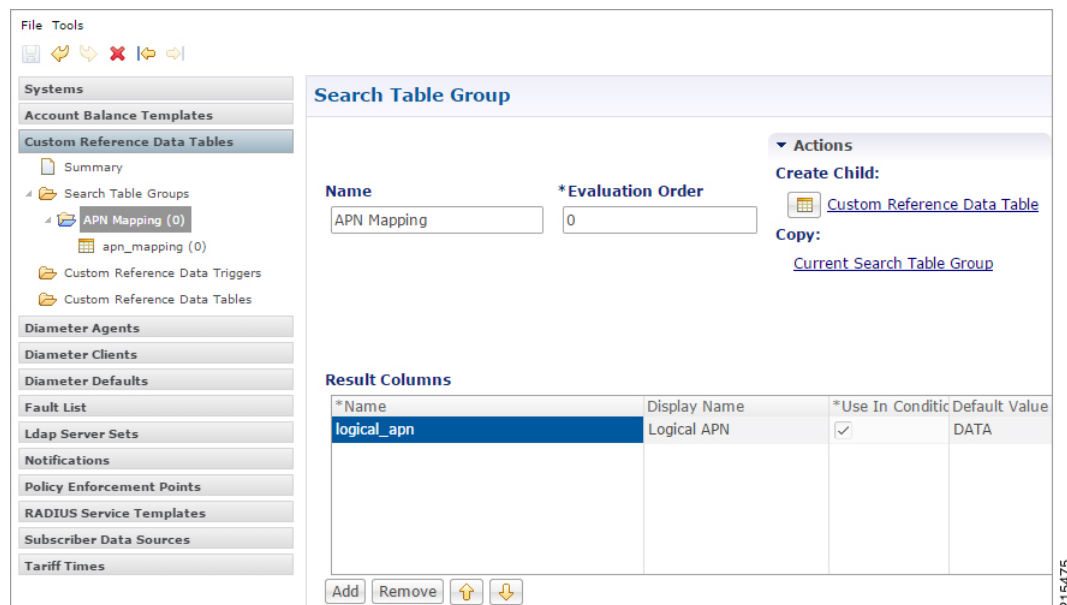 File Tools
Systems
Account Balance Templates
Custom Reference Data Tables
Summary
Search Table Groups
APN Mapping (0)
apn_mapping (0)
Custom Reference Data Triggers
Custom Reference Data Tables
Diameter Agents
Diameter Clients
Diameter Defaults
Fault List
Ldap Server Sets
Notifications
Policy Enforcement Points
RADIUS Service Templates
Subscriber Data Sources
Tariff Times
Search Table Group
Name
*Evaluation Order
APN Mapping
0
Actions
Create Child:
Custom Reference Data Table
Copy:
Current Search Table Group
Result Columns
*Name Display Name *Use In Conditic Default Value
logical_apn Logical APN DATA
Add Remove